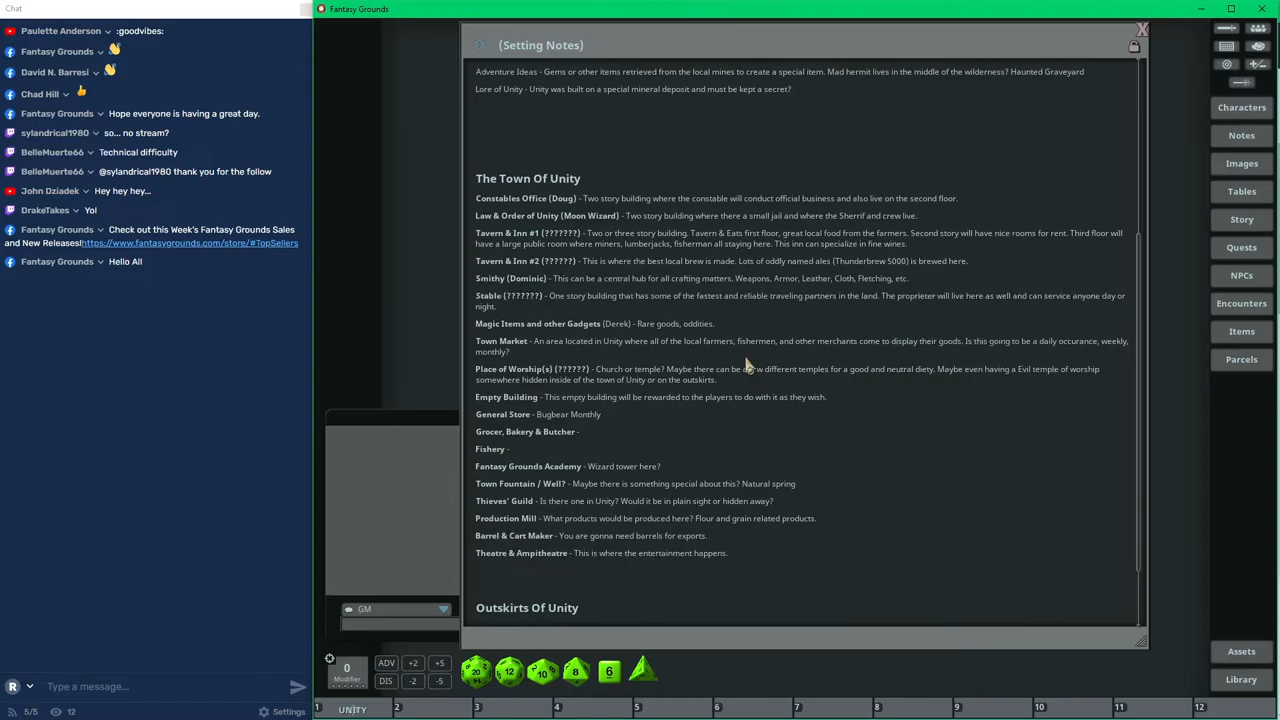 Chat
Paulette Anderson :goodvibes:
Fantasy Grounds
David N. Barresi
Chad Hill
Fantasy Grounds Hope everyone is having a great day.
sylandrical1980 so... no stream?
BelleMuerte66 Technical difficulty
BelleMuerte66 @sylandrical1980 thank you for the follow
John Dziadek Hey hey hey...
DrakeTakes Yo!
Fantasy Grounds Check out this Week's Fantasy Grounds Sales
and New Releases!https://www.fantasygrounds.com/store/#TopSellers
Fantasy Grounds Hello All
R Type a message...
5/5 12 Settings
Fantasy Grounds
(Setting Notes)
X
Adventure Ideas - Gems or other items retrieved from the local mines to create a special item. Mad hermit lives in the middle of the wilderness? Haunted Graveyard
Lore of Unity - Unity was built on a special mineral deposit and must be kept a secret?
The Town Of Unity
Constables Office (Doug) - Two story building where the constable will conduct official business and also live on the second floor.
Law & Order of Unity (Moon Wizard) - Two story building where there a small jail and where the Sherrif and crew live.
Tavern & Inn #1 (??????) - Two or three story building. Tavern & Eats first floor, great local food from the farmers. Second story will have nice rooms for rent. Third floor will
have a large public room where miners, lumberjacks, fisherman all staying here. This inn can specialize in fine wines.
Tavern & Inn #2 (??????) - This is where the best local brew is made. Lots of oddly named ales (Thunderbrew 5000) is brewed here.
Smithy (Dominic) - This can be a central hub for all crafting matters. Weapons, Armor, Leather, Cloth, Fletching, etc.
Stable (???????) - One story building that has some of the fastest and reliable traveling partners in the land. The proprieter will live here as well and can service anyone day or
night.
Magic Items and other Gadgets (Derek) - Rare goods, oddities.
Town Market - An area located in Unity where all of the local farmers, fishermen, and other merchants come to display their goods. Is this going to be a daily occurance, weekly,
monthly?
Place of Worship(s) (??????) - Church or temple? Maybe there can be a w different temples for a good and neutral diety. Maybe even having a Evil temple of worship
somewhere hidden inside of the town of Unity or on the outskirts.
Empty Building - This empty building will be rewarded to the players to do with it as they wish.
General Store - Bugbear Monthly
Grocer, Bakery & Butcher -
Fishery -
Fantasy Grounds Academy - Wizard tower here?
Town Fountain / Well? - Maybe there is something special about this? Natural spring
Thieves' Guild - Is there one in Unity? Would it be in plain sight or hidden away?
Production Mill - What products would be produced here? Flour and grain related products.
Barrel & Cart Maker - You are gonna need barrels for exports.
Theatre & Ampitheatre - This is where the entertainment happens.
Outskirts Of Unity
GM
0
Modifier
ADV +2 +5
DIS -2 -5
20 12 10 8 6
1 UNITY 2 3 4 5 6 7 8 9 10 11 12
Characters
Notes
Images
Tables
Story
Quests
NPCs
Encounters
Items
Parcels
Assets
Library